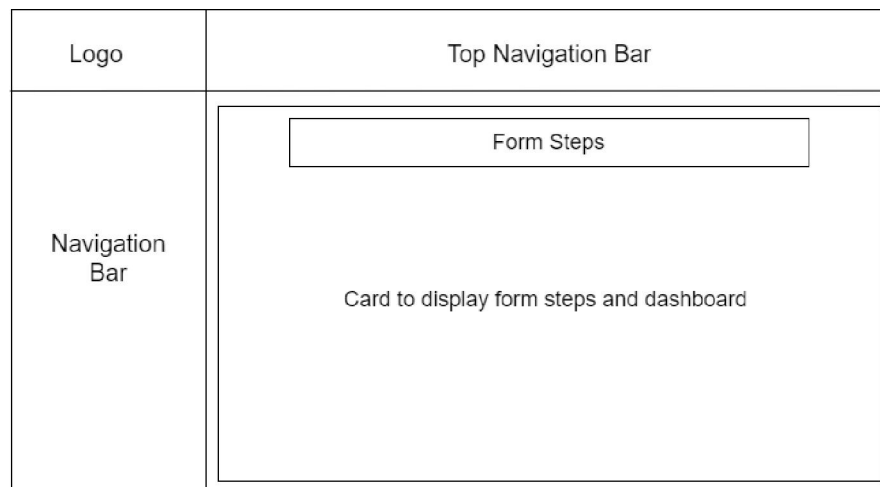 Logo
Top Navigation Bar
Form Steps
Navigation
Bar
Card to display form steps and dashboard